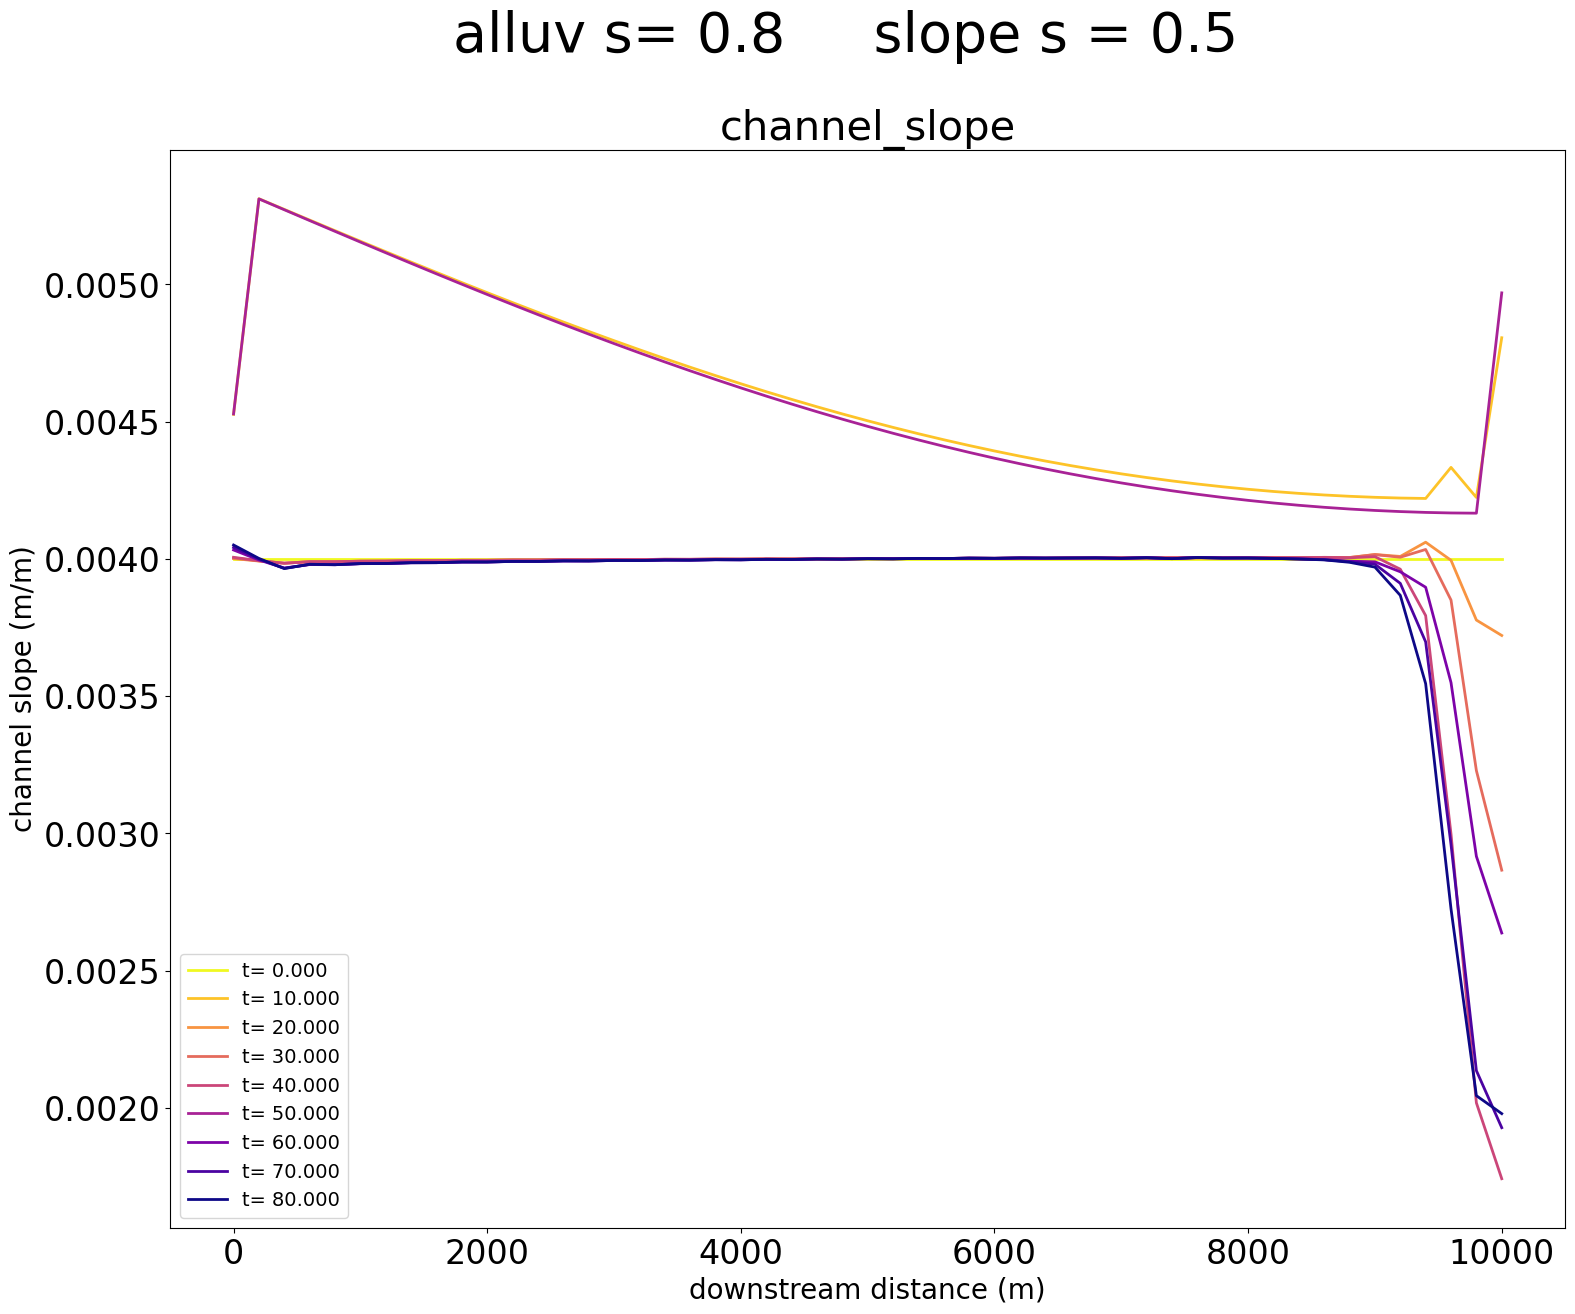 alluv s= 0.8     slope s = 0.5
channel_slope
channel slope (m/m)
0.0050
0.0045
0.0040
0.0035
0.0030
0.0025
0.0020
t= 0.000
t= 10.000
t= 20.000
t= 30.000
t= 40.000
t= 50.000
t= 60.000
t= 70.000
t= 80.000
0 2000 4000 6000 8000 10000
downstream distance (m)